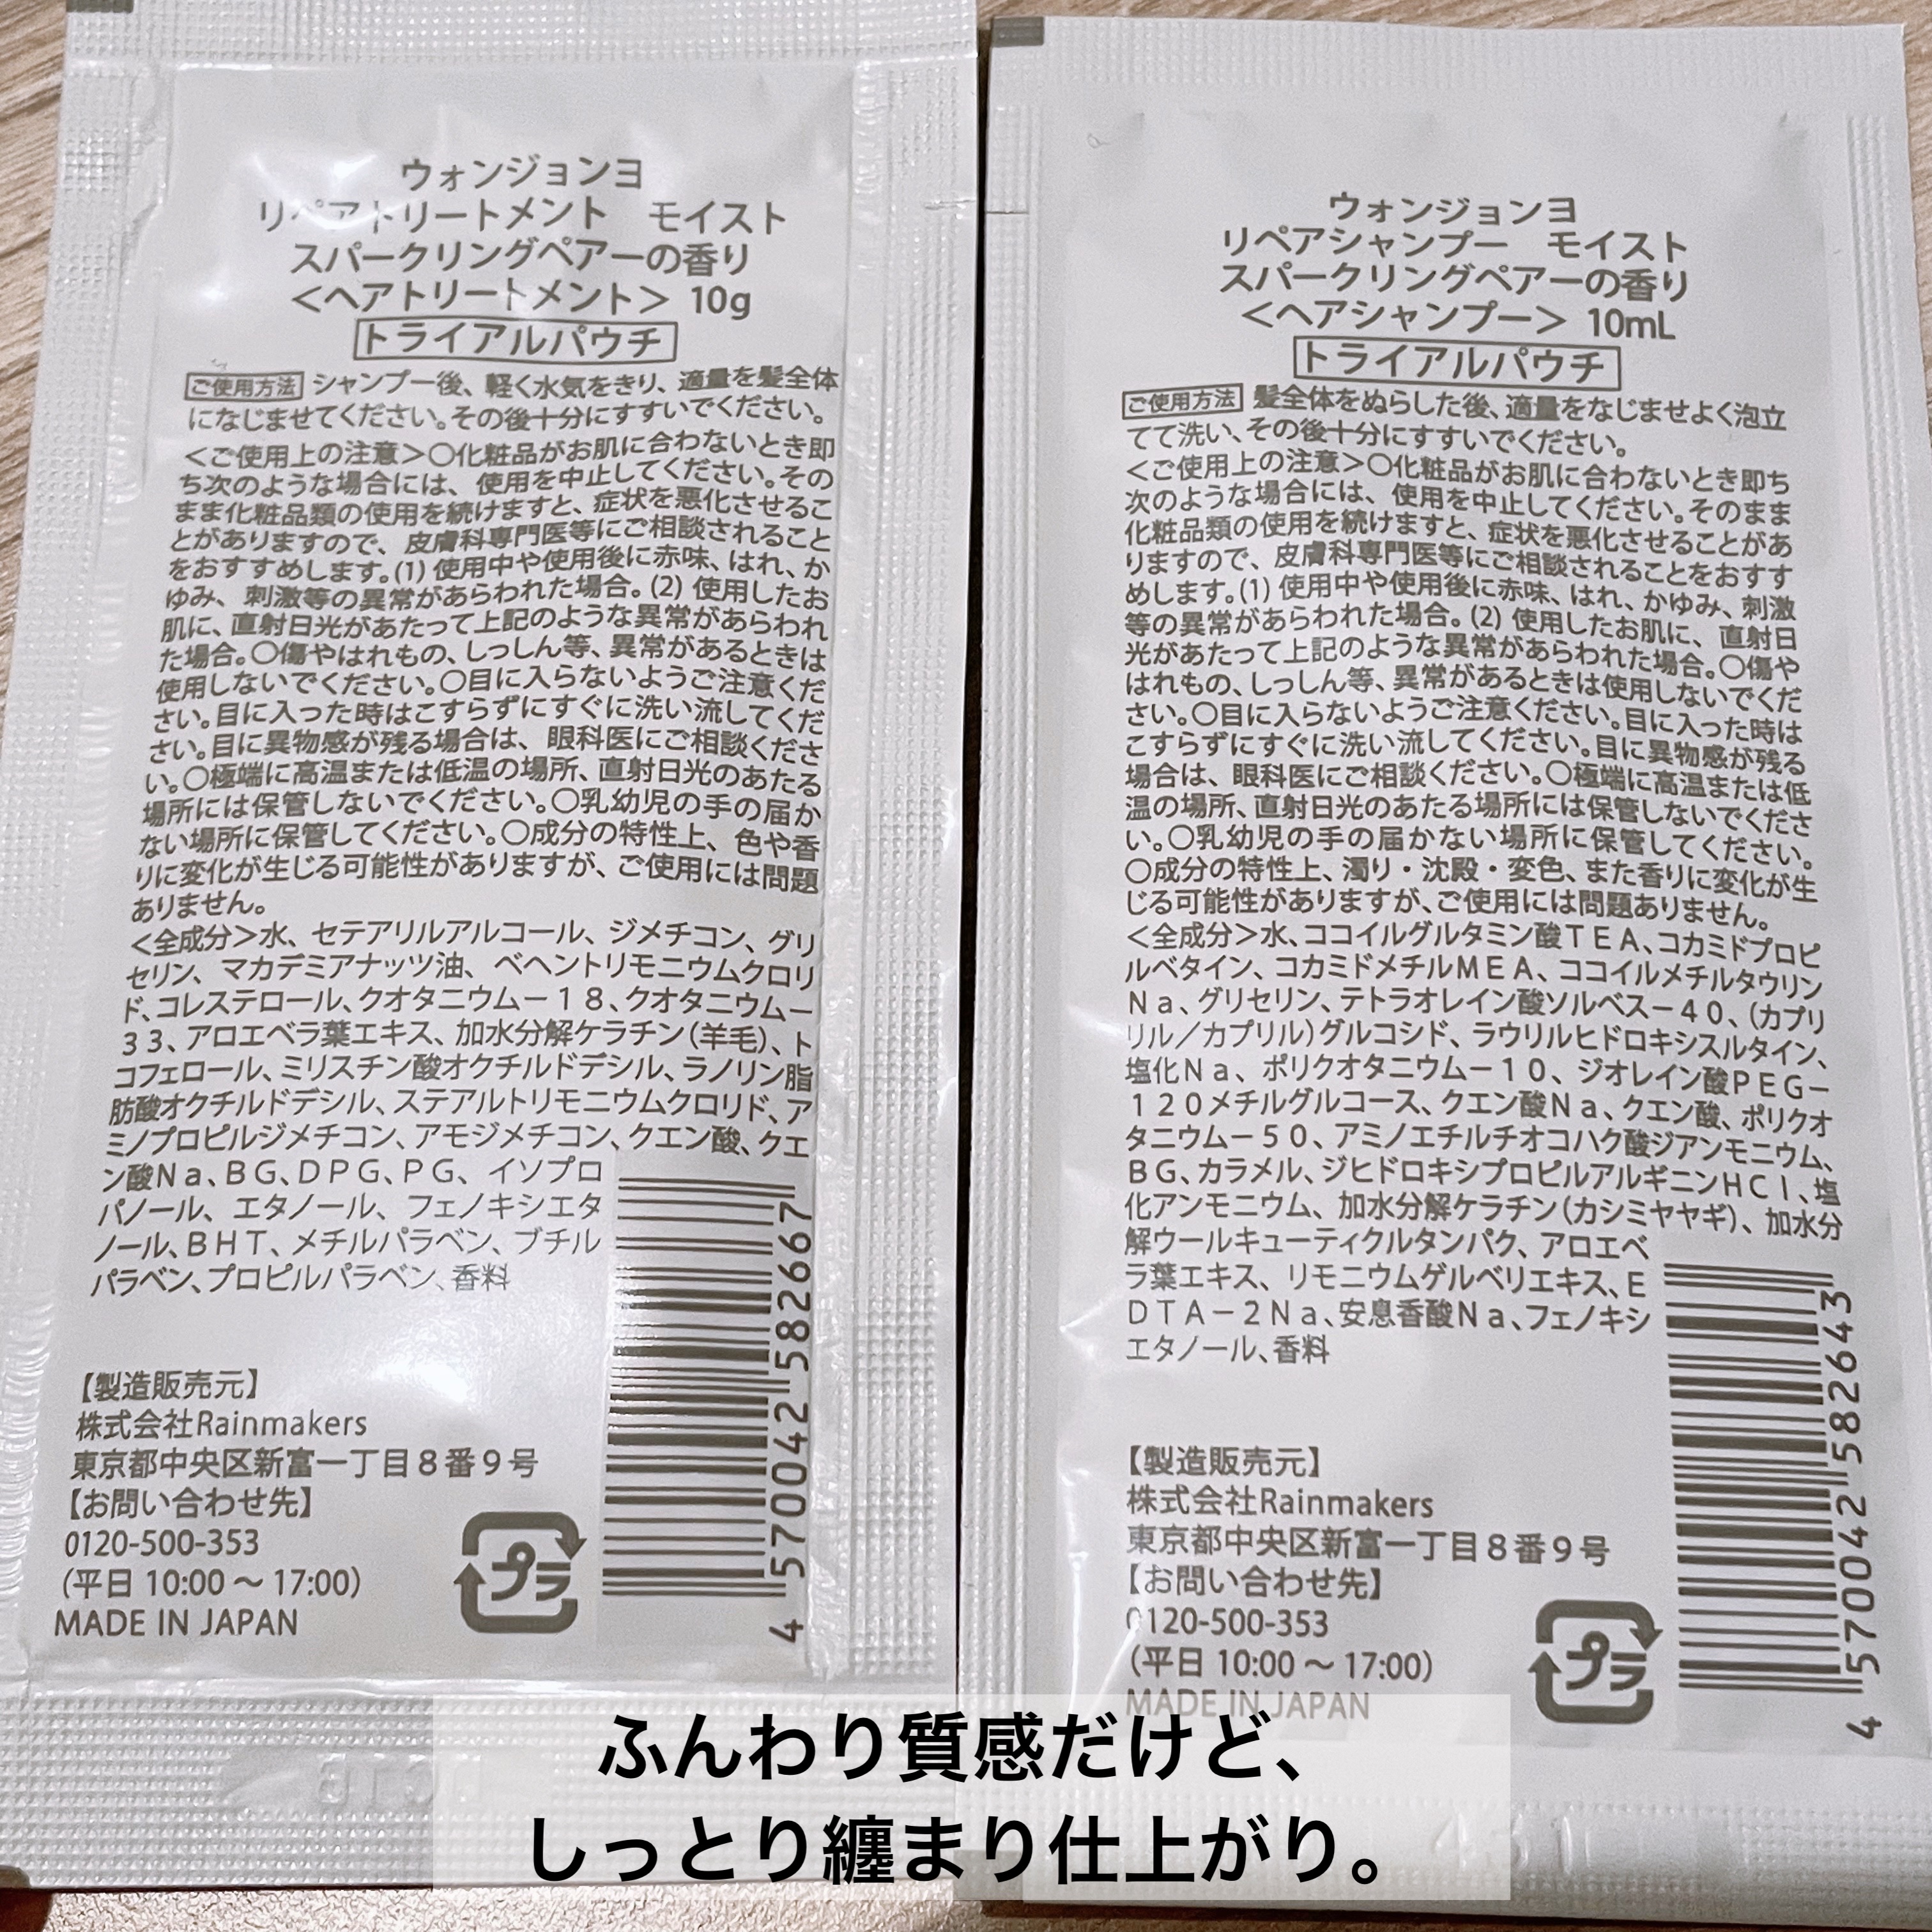 ウォンジョンヨ
リペアトリートメント　モイスト
スパークリングペアーの香り
＜ヘアトリートメント＞ 10g
トライアルパウチ
ご使用方法 シャンプー後、軽く水気をきり、適量を髪全体
になじませてください。その後十分にすすいでください。
＜ご使用上の注意＞○化粧品がお肌に合わないとき即
ち次のような場合には、使用を中止してください。その
まま化粧品類の使用を続けますと、症状を悪化させるこ
とがありますので、皮膚科専門医等にご相談されること
をおすすめします。(1) 使用中や使用後に赤味、はれ、か
ゆみ、刺激等の異常があらわれた場合。(2) 使用したお
肌に、直射日光があたって上記のような異常があらわれ
た場合。○傷やはれもの、しっしん等、異常があるときは
使用しないでください。○目に入らないようご注意くだ
さい。目に入った時はこすらずにすぐに洗い流してくだ
さい。目に異物感が残る場合は、眼科医にご相談くださ
い。○極端に高温または低温の場所、直射日光のあたる
場所には保管しないでください。○乳幼児の手の届か
ない場所に保管してください。○成分の特性上、色や香
りに変化が生じる可能性がありますが、ご使用には問題
ありません。
＜全成分＞水、セテアリルアルコール、ジメチコン、グリ
セリン、マカデミアナッツ油、ベヘントリモニウムクロリ
ド、コレステロール、クオタニウムー１８、クオタニウムー
３３、アロエベラ葉エキス、加水分解ケラチン（羊毛）、ト
コフェロール、ミリスチン酸オクチルドデシル、ラノリン脂
肪酸オクチルドデシル、ステアルトリモニウムクロリド、ア
ミノプロピルジメチコン、アモジメチコン、クエン酸、クエ
ン酸Ｎａ、ＢＧ、ＤＰＧ、ＰＧ、イソプロ
パノール、エタノール、フェノキシエタ
ノール、ＢＨＴ、メチルパラベン、ブチル
パラベン、プロピルパラベン、香料
【製造販売元】
株式会社Rainmakers
東京都中央区新富一丁目８番９号
【お問い合わせ先】
0120-500-353
（平日 10:00 ～ 17:00）
MADE IN JAPAN
プラ
4 570042 582667
ウォンジョンヨ
リペアシャンプー　モイスト
スパークリングペアーの香り
＜ヘアシャンプー＞ 10mL
トライアルパウチ
ご使用方法 髪全体をぬらした後、適量をなじませよく泡立
てて洗い、その後十分にすすいでください。
＜ご使用上の注意＞○化粧品がお肌に合わないとき即ち
次のような場合には、使用を中止してください。そのまま
化粧品類の使用を続けますと、症状を悪化させることがあ
りますので、皮膚科専門医等にご相談されることをおすす
めします。(1) 使用中や使用後に赤味、はれ、かゆみ、刺激
等の異常があらわれた場合。(2) 使用したお肌に、直射日
光があたって上記のような異常があらわれた場合。○傷や
はれもの、しっしん等、異常があるときは使用しないでくだ
さい。○目に入らないようご注意ください。目に入った時は
こすらずにすぐに洗い流してください。目に異物感が残る
場合は、眼科医にご相談ください。○極端に高温または低
温の場所、直射日光のあたる場所には保管しないでくださ
い。○乳幼児の手の届かない場所に保管してください。
○成分の特性上、濁り・沈殿・変色、また香りに変化が生
じる可能性がありますが、ご使用には問題ありません。
＜全成分＞水、ココイルグルタミン酸ＴＥＡ、コカミドプロピ
ルベタイン、コカミドメチルＭＥＡ、ココイルメチルタウリン
Ｎａ、グリセリン、テトラオレイン酸ソルベスー４０、（カプリ
リル／カプリル）グルコシド、ラウリルヒドロキシスルタイン、
塩化Ｎａ、ポリクオタニウムー１０、ジオレイン酸ＰＥＧー
１２０メチルグルコース、クエン酸Ｎａ、クエン酸、ポリクオ
タニウムー５０、アミノエチルチオコハク酸ジアンモニウム、
ＢＧ、カラメル、ジヒドロキシプロピルアルギニンＨＣｌ、塩
化アンモニウム、加水分解ケラチン（カシミヤヤギ）、加水分
解ウールキューティクルタンパク、アロエベ
ラ葉エキス、リモニウムゲルベリエキス、Ｅ
ＤＴＡ－２Ｎａ、安息香酸Ｎａ、フェノキシ
エタノール、香料
【製造販売元】
株式会社Rainmakers
東京都中央区新富一丁目８番９号
【お問い合わせ先】
0120-500-353
（平日 10:00 ～ 17:00）
MADE IN JAPAN
プラ
4 570042 582643
ふんわり質感だけど、
しっとり纏まり仕上がり。